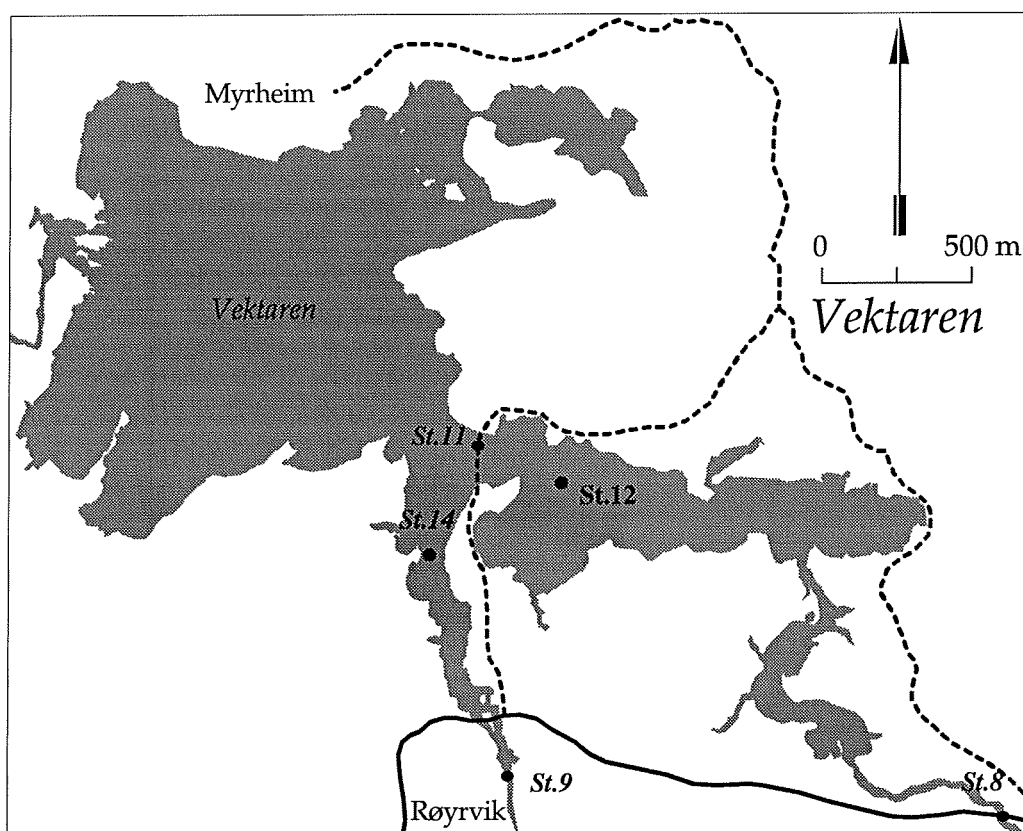 Myrheim
0 500 m
Vektaren
Vektaren
St.11
St.12
St.14
St.9
St.8
Røyrvik